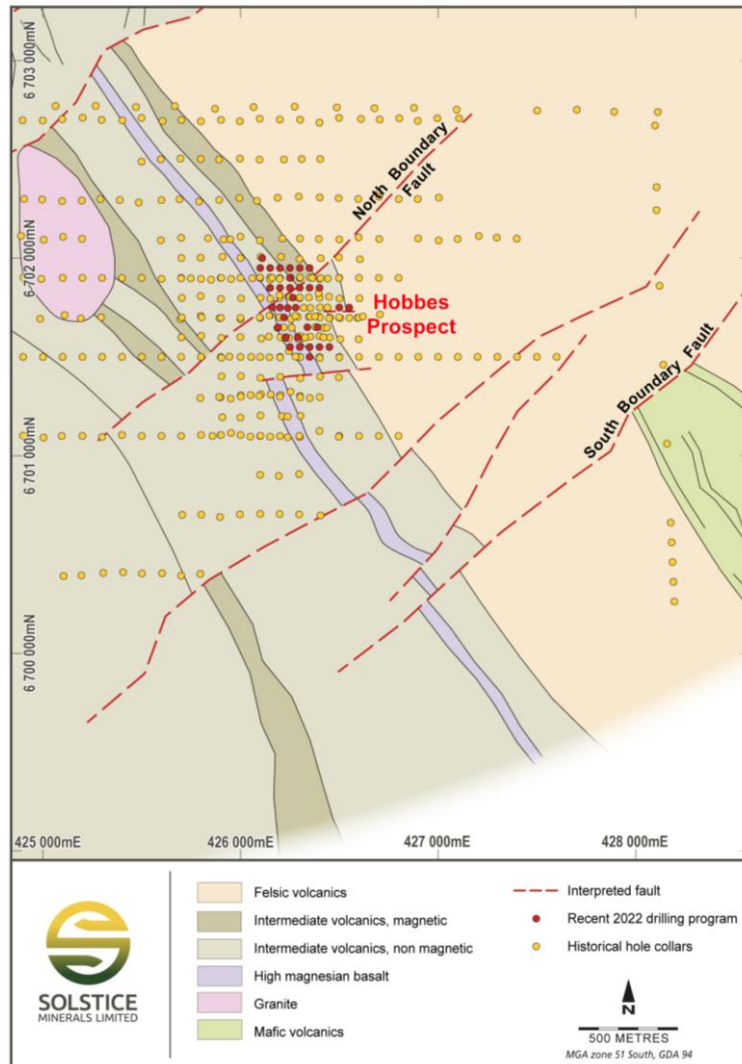 6 703 000mN
North Boundary
Fault
6 702 000mN
Hobbes
Prospect
South Boundary Fault
6 701 000mN
6 700 000mN
425 000mE
426 000mE
427 000mE
428 000mE
SOLSTICE
MINERALS LIMITED
Felsic volcanics
Intermediate volcanics, magnetic
Intermediate volcanics, non magnetic
High magnesian basalt
Granite
Mafic volcanics
Interpreted fault
Recent 2022 drilling program
Historical hole collars
N
500 METRES
MGA zone 51 South, GDA 94